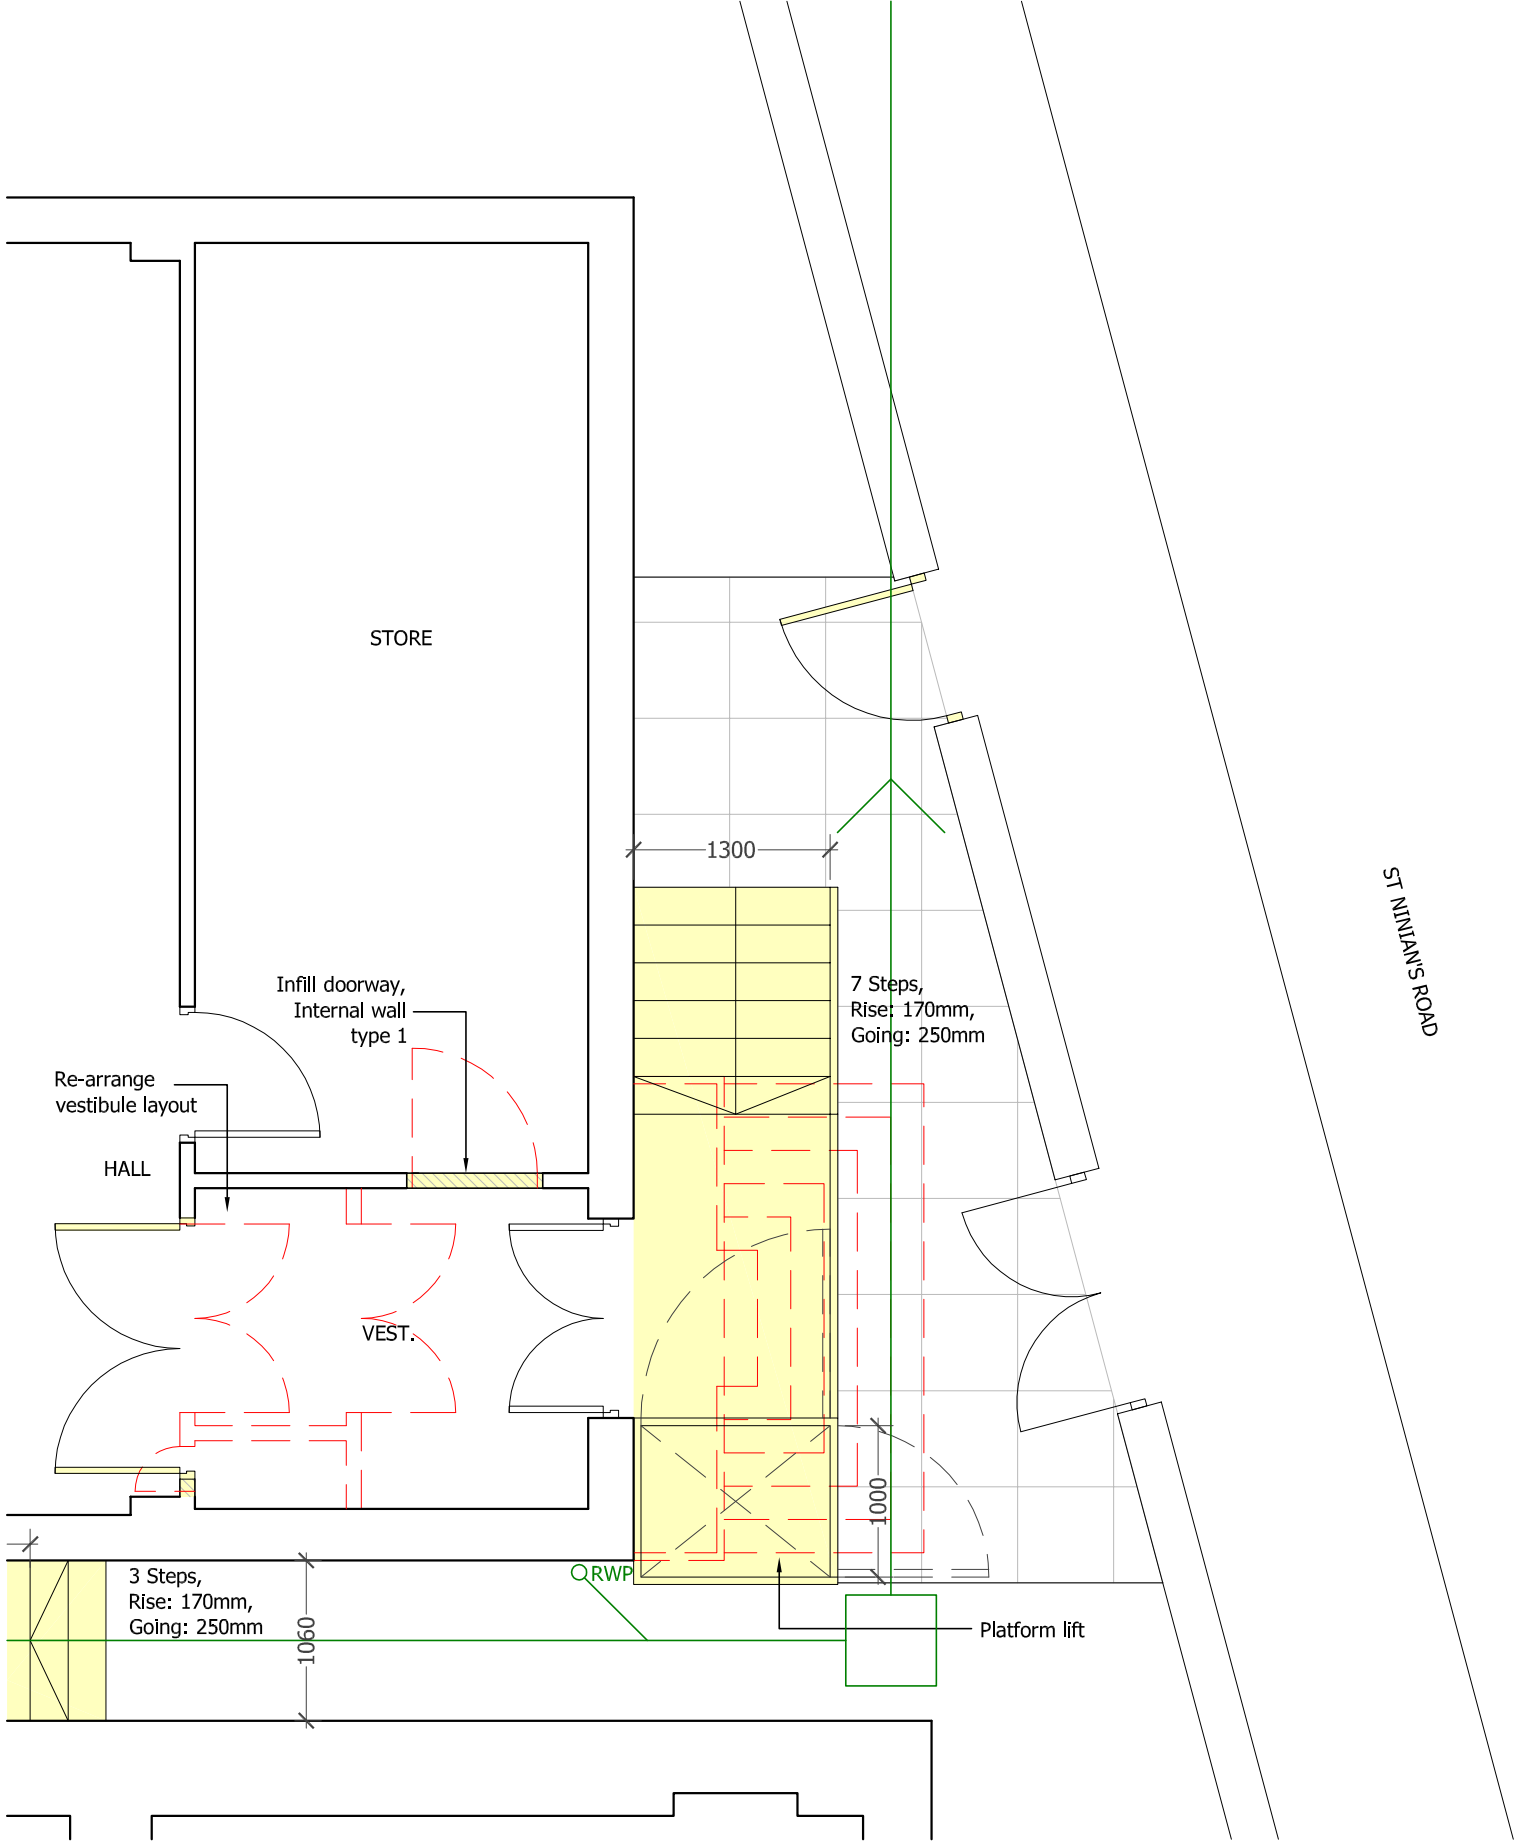 STORE
1300
ST NINIAN'S ROAD
Infill doorway,
Internal wall
type 1
7 Steps,
Rise: 170mm,
Going: 250mm
Re-arrange
vestibule layout
HALL
VEST.
1000
3 Steps,
Rise: 170mm,
Going: 250mm
RWP
1060
Platform lift